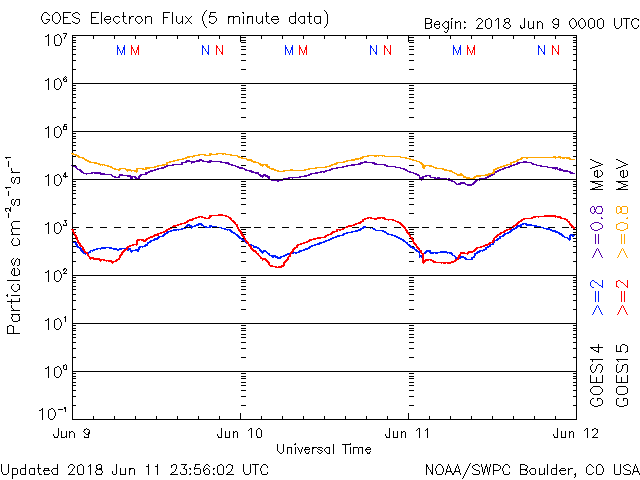 GOES Electron Flux (5 minute data)
Begin: 2018 Jun 9 0000 UTC
M M N N M M N N M M N N
10⁷
10⁶
10⁵
10⁴
10³
10²
10¹
10⁰
10⁻¹
Particles cm⁻²s⁻¹sr⁻¹
Jun 9 Jun 10 Jun 11 Jun 12
Universal Time
GOES14 >=2 >=0.8 MeV
GOES15 >=2 >=0.8 MeV
Updated 2018 Jun 11 23:56:02 UTC
NOAA/SWPC Boulder, CO USA